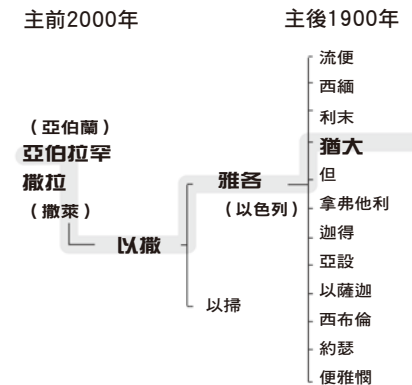 主前2000年
主後1900年
（亞伯蘭）
亞伯拉罕
撒拉
（撒萊）
以撒
雅各
（以色列）
以掃
流便
西緬
利末
猶大
但
拿弗他利
迦得
亞設
以薩迦
西布倫
約瑟
便雅憫